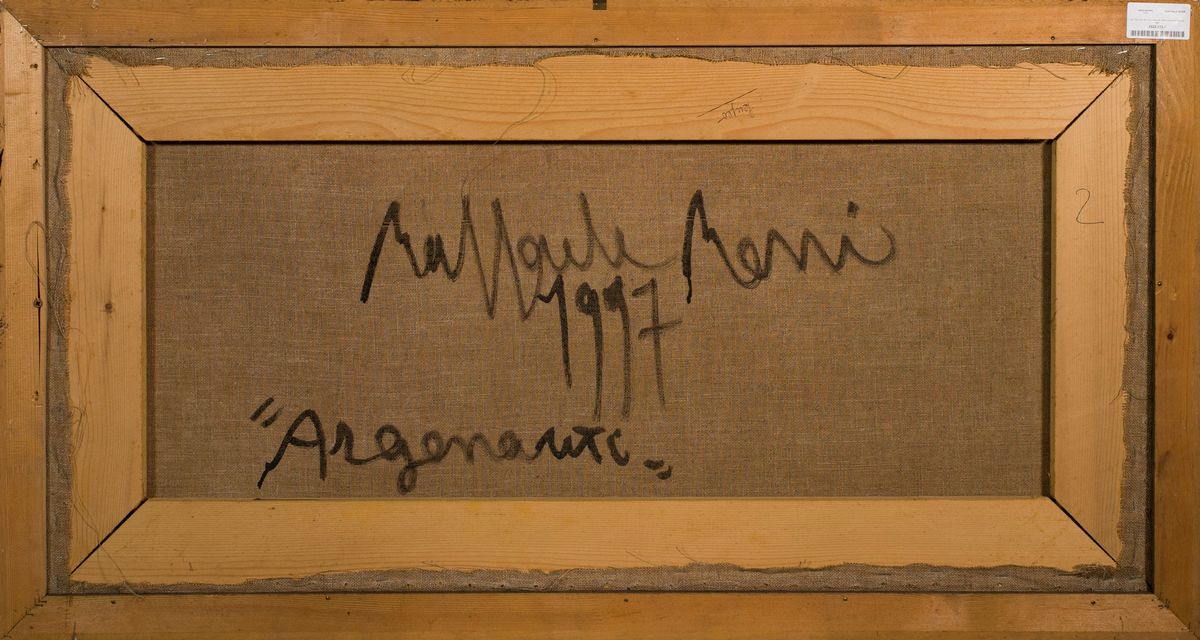 2
Raffaele Rossi
1997
"Argonauti"